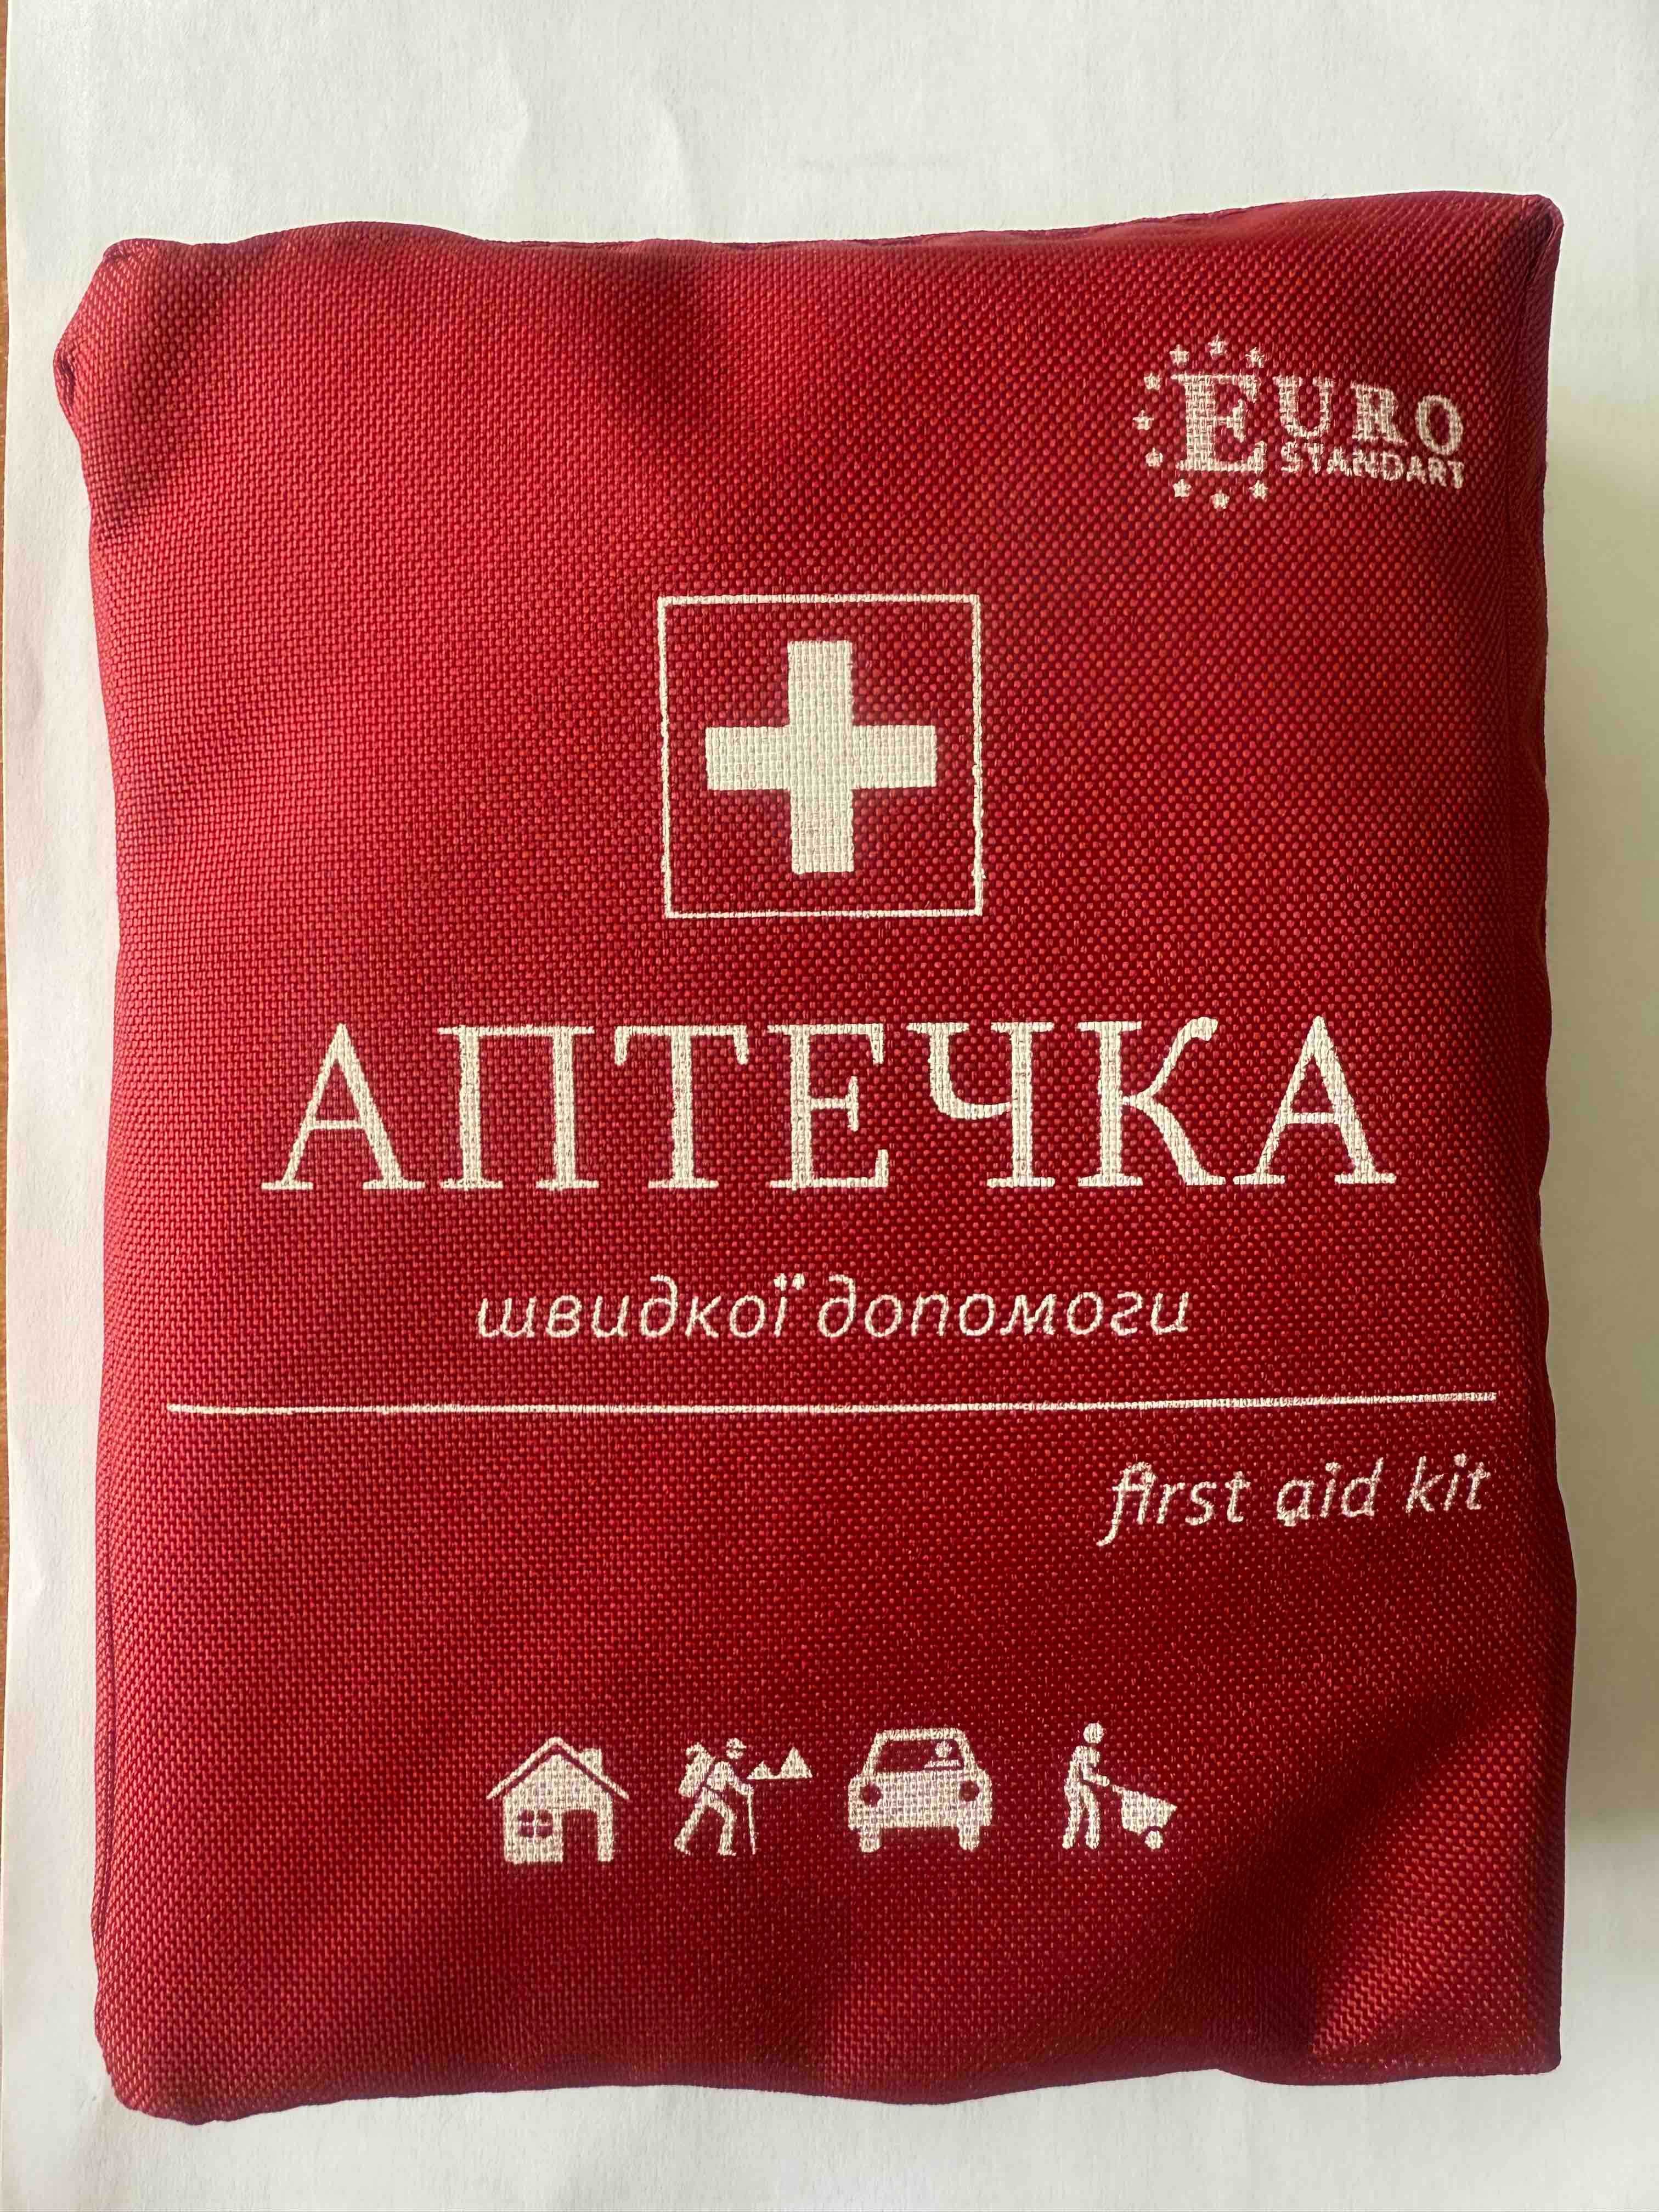 EURO
STANDART
АПТЕЧКА
швидкої допомоги
first aid kit